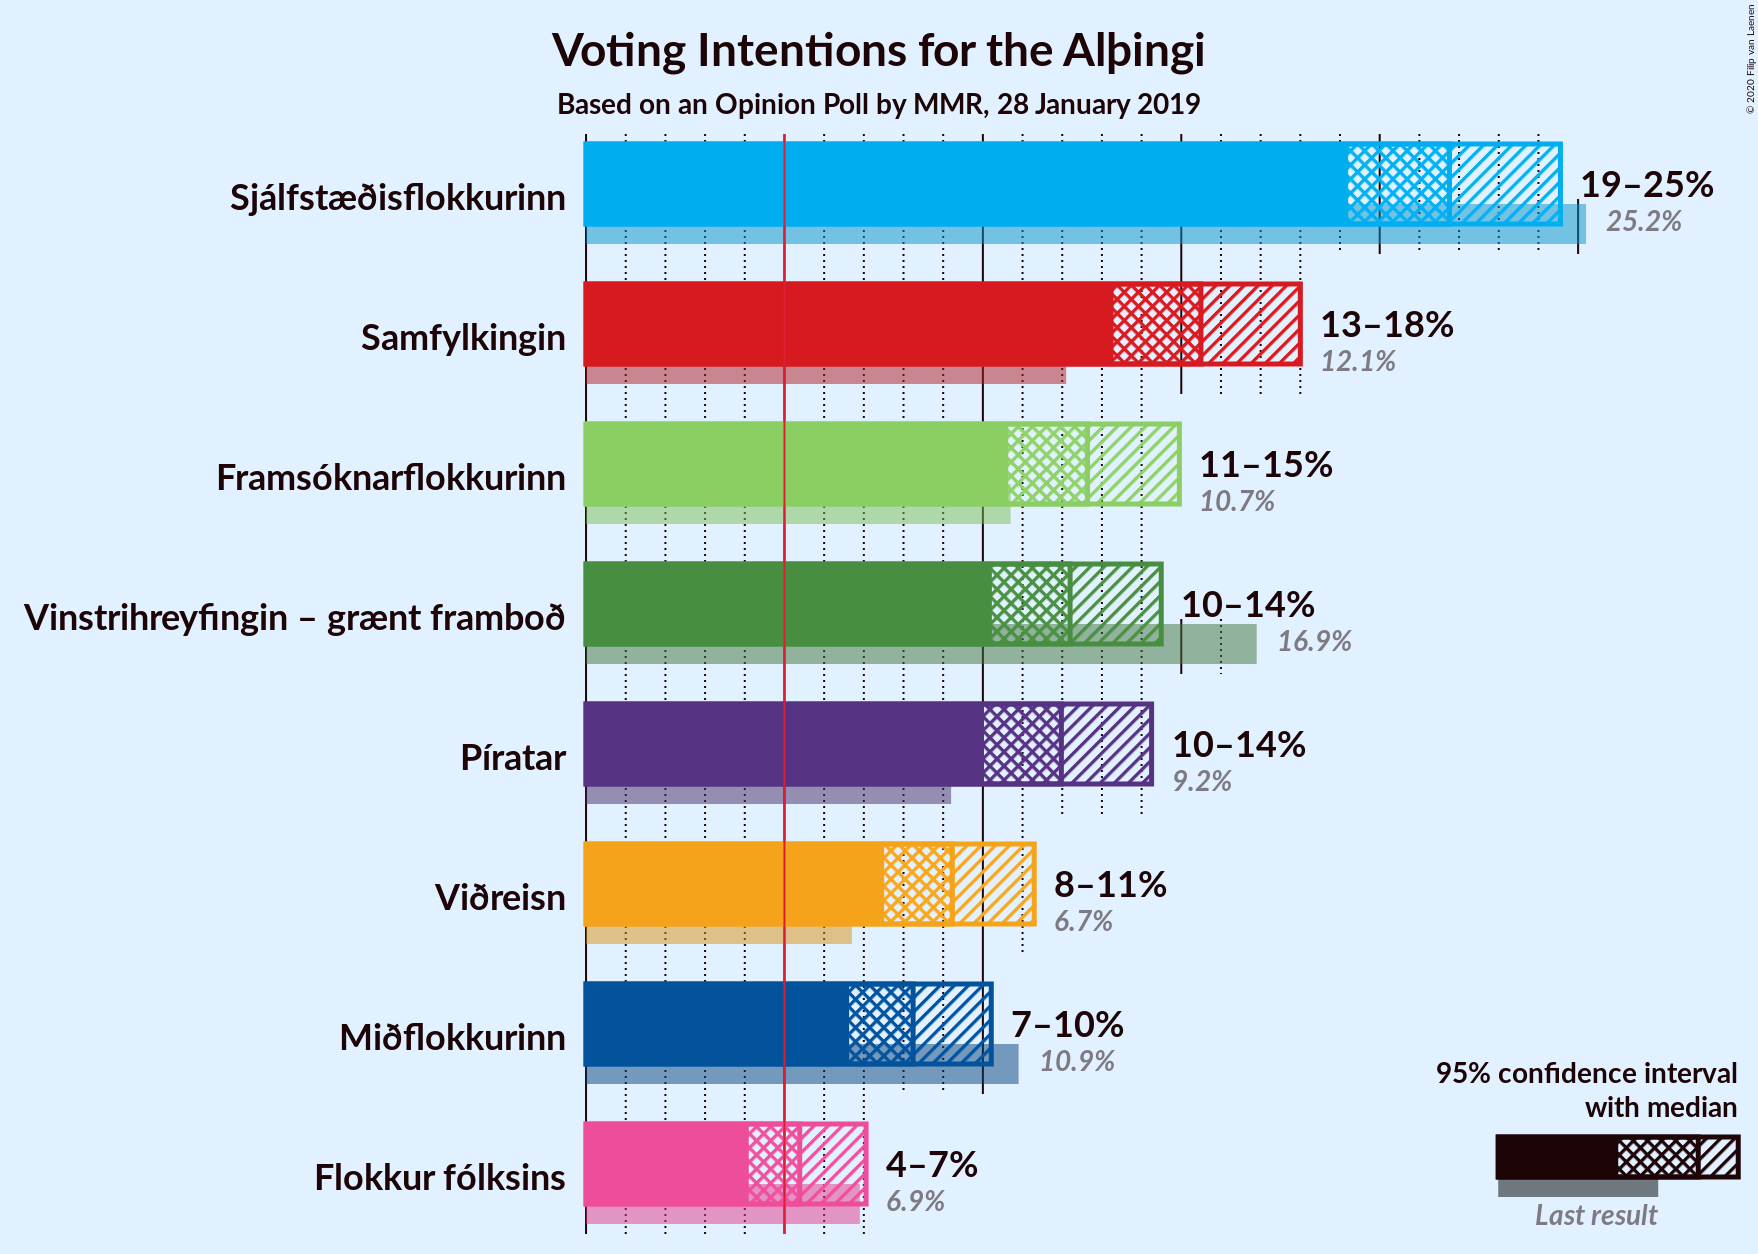 Voting Intentions for the Alþingi
Based on an Opinion Poll by MMR, 28 January 2019
© 2020 Filip van Laenen
Sjálfstæðisflokkurinn
19–25%
25.2%
Samfylkingin
13–18%
12.1%
Framsóknarflokkurinn
11–15%
10.7%
Vinstrihreyfingin – grænt framboð
10–14%
16.9%
Píratar
10–14%
9.2%
Viðreisn
8–11%
6.7%
Miðflokkurinn
7–10%
10.9%
Flokkur fólksins
4–7%
6.9%
95% confidence interval
with median
Last result